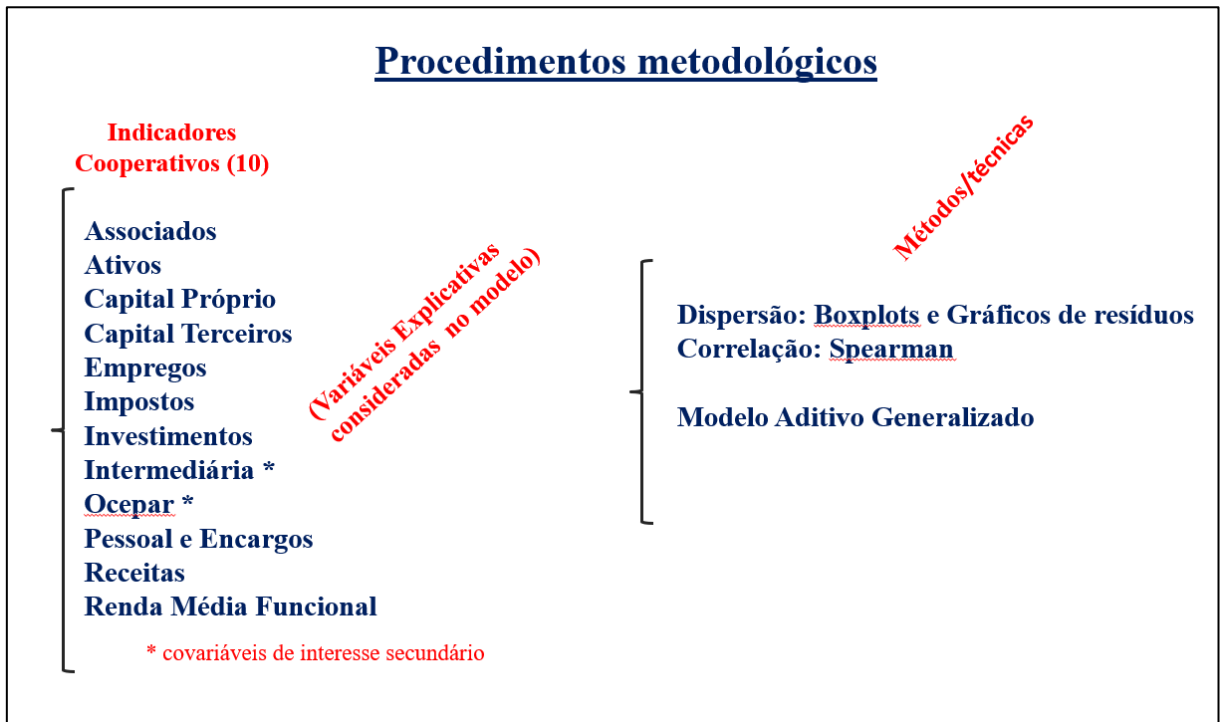 Procedimentos metodológicos
Indicadores
Cooperativos (10)
Associados
Ativos
Capital Próprio
Capital Terceiros
Empregos
Impostos
Investimentos
Intermediária *
Ocepar *
Pessoal e Encargos
Receitas
Renda Média Funcional
* covariáveis de interesse secundário
(Variáveis Explicativas
consideradas no modelo)
Métodos/técnicas
Dispersão: Boxplots e Gráficos de resíduos
Correlação: Spearman
Modelo Aditivo Generalizado